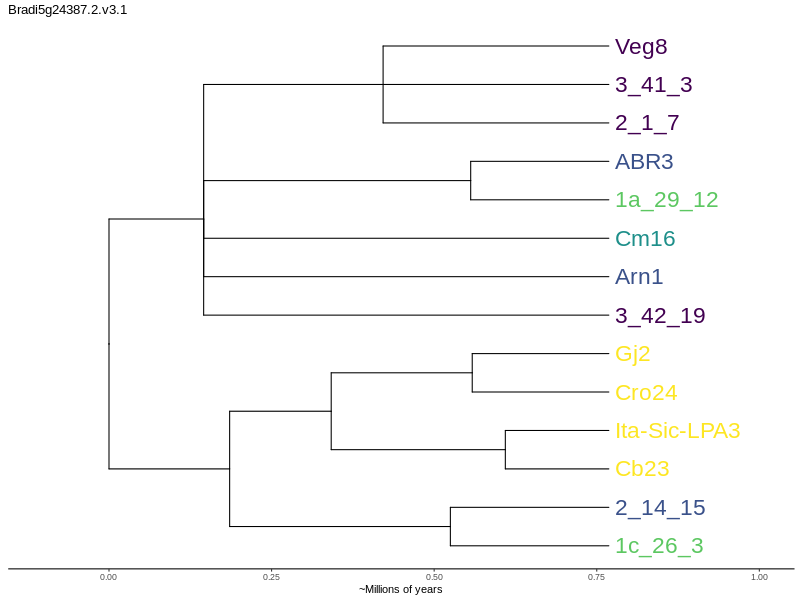 Bradi5g24387.2.v3.1
Veg8
3_41_3
2_1_7
ABR3
1a_29_12
Cm16
Arn1
3_42_19
Gj2
Cro24
Ita-Sic-LPA3
Cb23
2_14_15
1c_26_3
0.00 0.25 0.50 0.75 1.00
~Millions of years